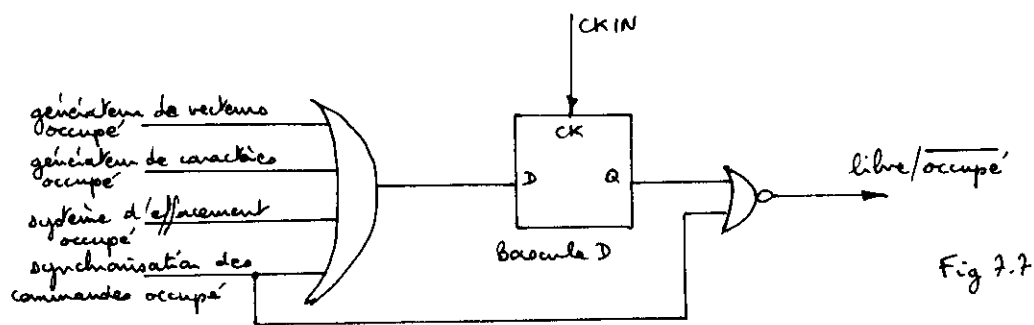 CKIN
générateur de vecteurs
occupé
générateur de caractères
occupé
système d'effacement
occupé
synchronisation des
commandes occupé
CK
D
Q
Bascule D
libre/occupé
Fig 7.7